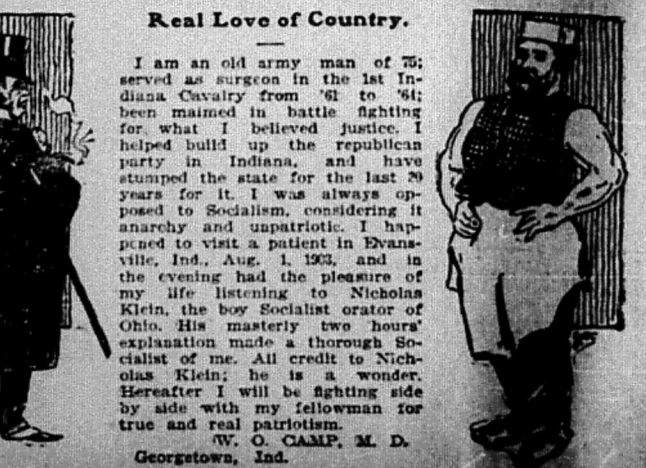 Real Love of Country.
I am an old army man of 75;
served as surgeon in the 1st In-
diana Cavalry from '61 to '64;
been maimed in battle fighting
for what I believed justice. I
helped build up the republican
party in Indiana, and have
stumped the state for the last 20
years for it. I was always op-
posed to Socialism, considering it
anarchy and unpatriotic. I hap-
pened to visit a patient in Evans-
ville, Ind., Aug. 1, 1903, and in
the evening had the pleasure of
my life listening to Nicholas
Klein, the boy Socialist orator of
Ohio. His masterly two hours'
explanation made a thorough So-
cialist of me. All credit to Nich-
olas Klein; he is a wonder.
Hereafter I will be fighting side
by side with my fellowman for
true and real patriotism.
W. O. CAMP, M. D.
Georgetown, Ind.